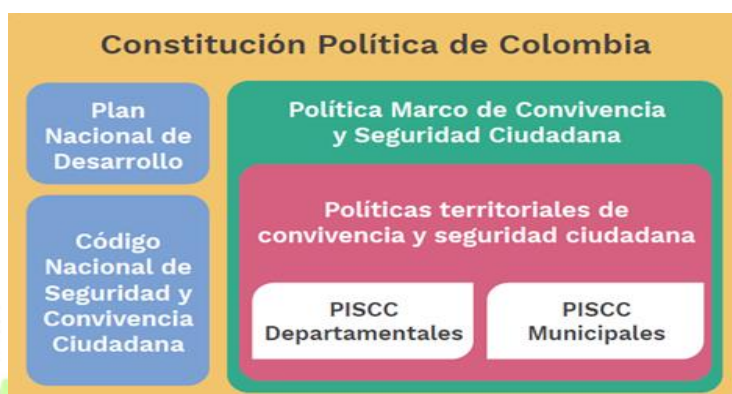 Constitución Política de Colombia
Plan
Nacional de
Desarrollo
Código
Nacional de
Seguridad y
Convivencia
Ciudadana
Política Marco de Convivencia
y Seguridad Ciudadana
Políticas territoriales de
convivencia y seguridad ciudadana
PISCC
Departamentales
PISCC
Municipales